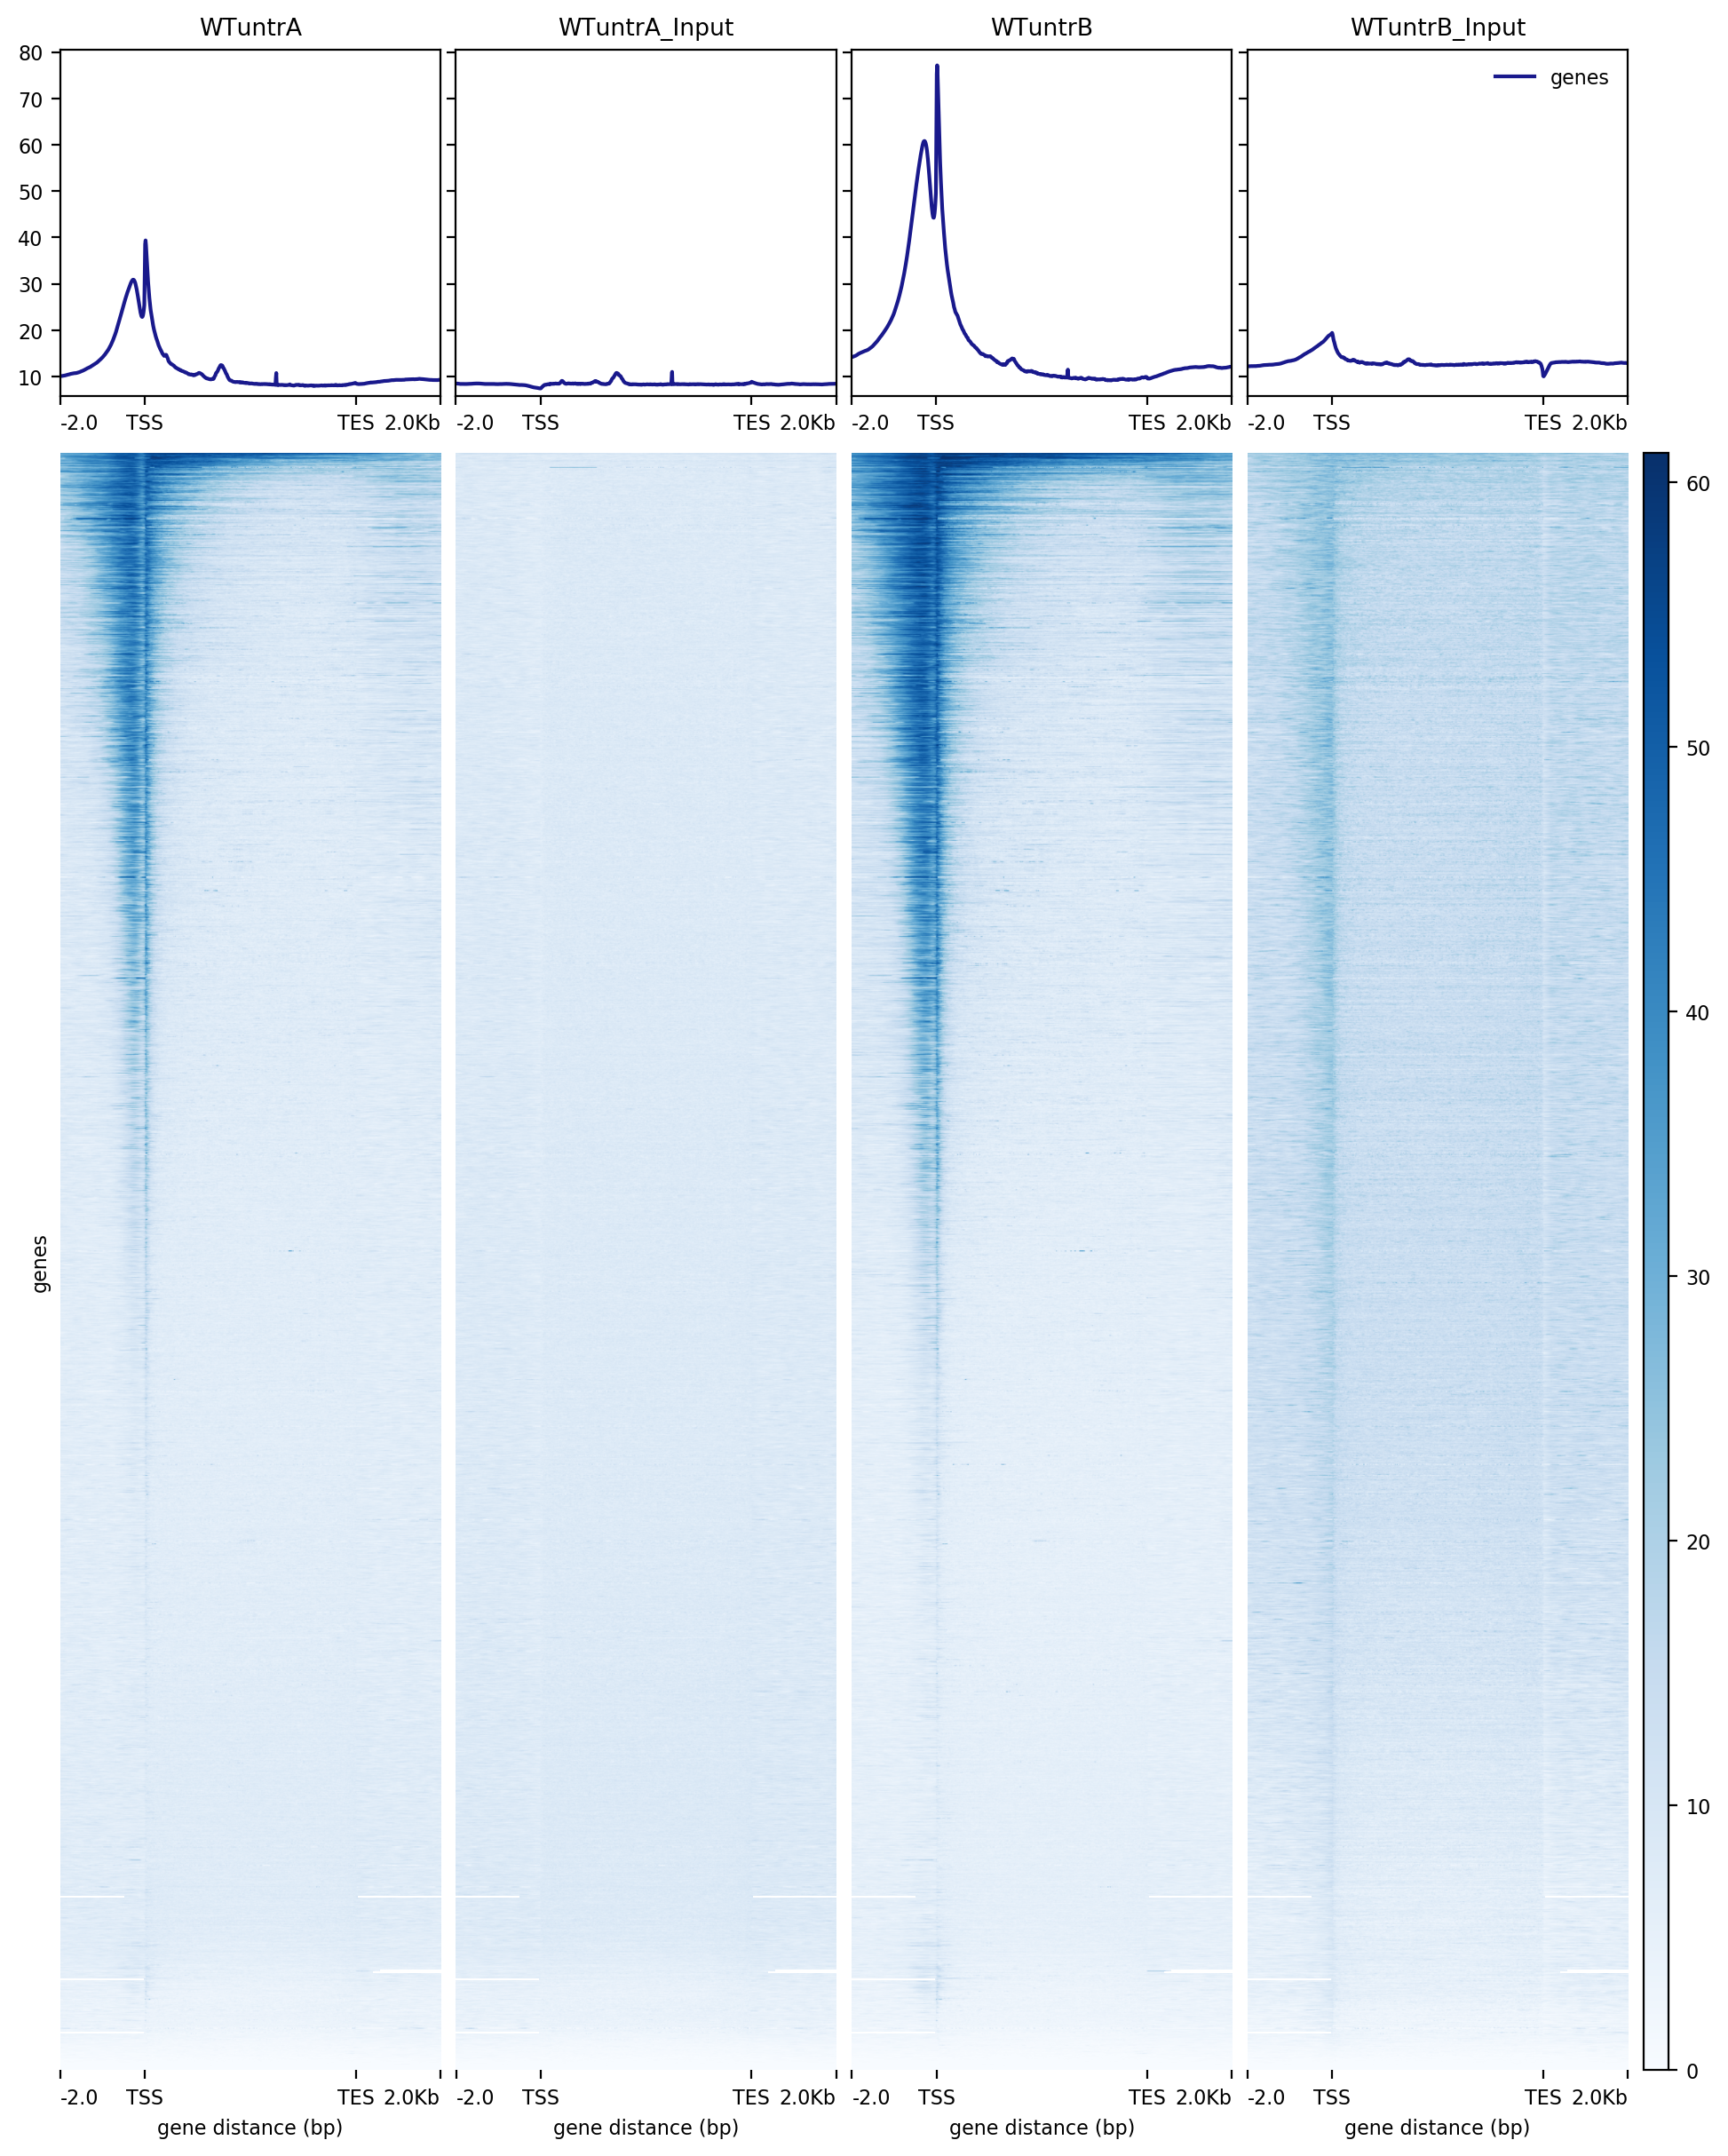 WTuntrA WTuntrA_Input WTuntrB WTuntrB_Input
80
70
60
50
40
30
20
10
genes
-2.0 TSS TES 2.0Kb -2.0 TSS TES 2.0Kb -2.0 TSS TES 2.0Kb -2.0 TSS TES 2.0Kb
genes
60
50
40
30
20
10
0
-2.0 TSS TES 2.0Kb -2.0 TSS TES 2.0Kb -2.0 TSS TES 2.0Kb -2.0 TSS TES 2.0Kb
gene distance (bp) gene distance (bp) gene distance (bp) gene distance (bp)